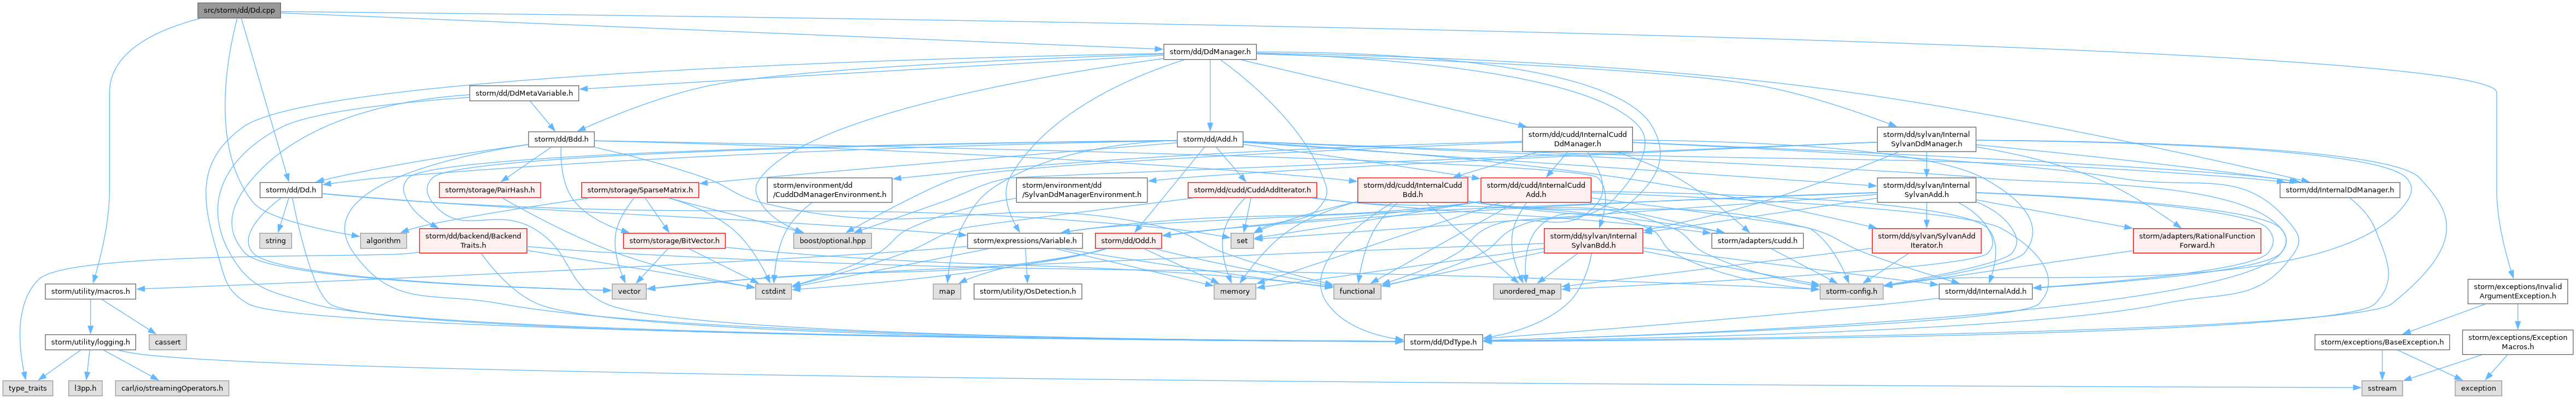 src/storm/dd/Dd.cpp
storm/dd/DdManager.h
storm/dd/DdMetaVariable.h
storm/dd/Bdd.h
storm/dd/Add.h
storm/dd/cudd/InternalCudd
DdManager.h
storm/dd/sylvan/Internal
SylvanDdManager.h
storm/dd/Dd.h
storm/storage/PairHash.h
storm/storage/SparseMatrix.h
storm/environment/dd
/CuddDdManagerEnvironment.h
storm/environment/dd
/SylvanDdManagerEnvironment.h
storm/dd/cudd/CuddAddIterator.h
storm/dd/cudd/InternalCudd
Bdd.h
storm/dd/cudd/InternalCudd
Add.h
storm/dd/sylvan/Internal
SylvanAdd.h
storm/dd/InternalDdManager.h
string
algorithm
storm/dd/backend/Backend
Traits.h
storm/storage/BitVector.h
boost/optional.hpp
storm/expressions/Variable.h
storm/dd/Odd.h
set
storm/dd/sylvan/Internal
SylvanBdd.h
storm/adapters/cudd.h
storm/dd/sylvan/SylvanAdd
Iterator.h
storm/adapters/RationalFunction
Forward.h
storm/utility/macros.h
vector
cstdint
map
storm/utility/OsDetection.h
memory
functional
unordered_map
storm-config.h
storm/dd/InternalAdd.h
storm/exceptions/Invalid
ArgumentException.h
storm/utility/logging.h
cassert
storm/dd/DdType.h
storm/exceptions/BaseException.h
storm/exceptions/Exception
Macros.h
type_traits
l3pp.h
carl/io/streamingOperators.h
sstream
exception